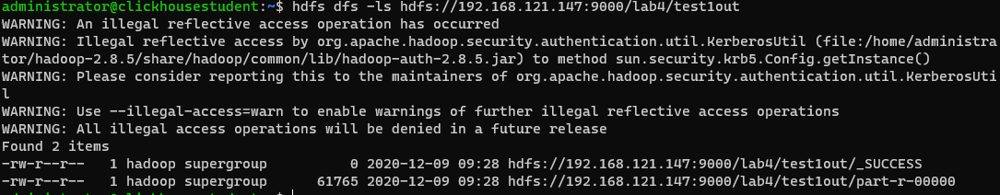 administrator@clickhousestudent:~$ hdfs dfs -ls hdfs://192.168.121.147:9000/lab4/test1out
WARNING: An illegal reflective access operation has occurred
WARNING: Illegal reflective access by org.apache.hadoop.security.authentication.util.KerberosUtil (file:/home/administra
tor/hadoop-2.8.5/share/hadoop/common/lib/hadoop-auth-2.8.5.jar) to method sun.security.krb5.Config.getInstance()
WARNING: Please consider reporting this to the maintainers of org.apache.hadoop.security.authentication.util.KerberosUti
l
WARNING: Use --illegal-access=warn to enable warnings of further illegal reflective access operations
WARNING: All illegal access operations will be denied in a future release
Found 2 items
-rw-r--r--   1 hadoop supergroup          0 2020-12-09 09:28 hdfs://192.168.121.147:9000/lab4/test1out/_SUCCESS
-rw-r--r--   1 hadoop supergroup      61765 2020-12-09 09:28 hdfs://192.168.121.147:9000/lab4/test1out/part-r-00000